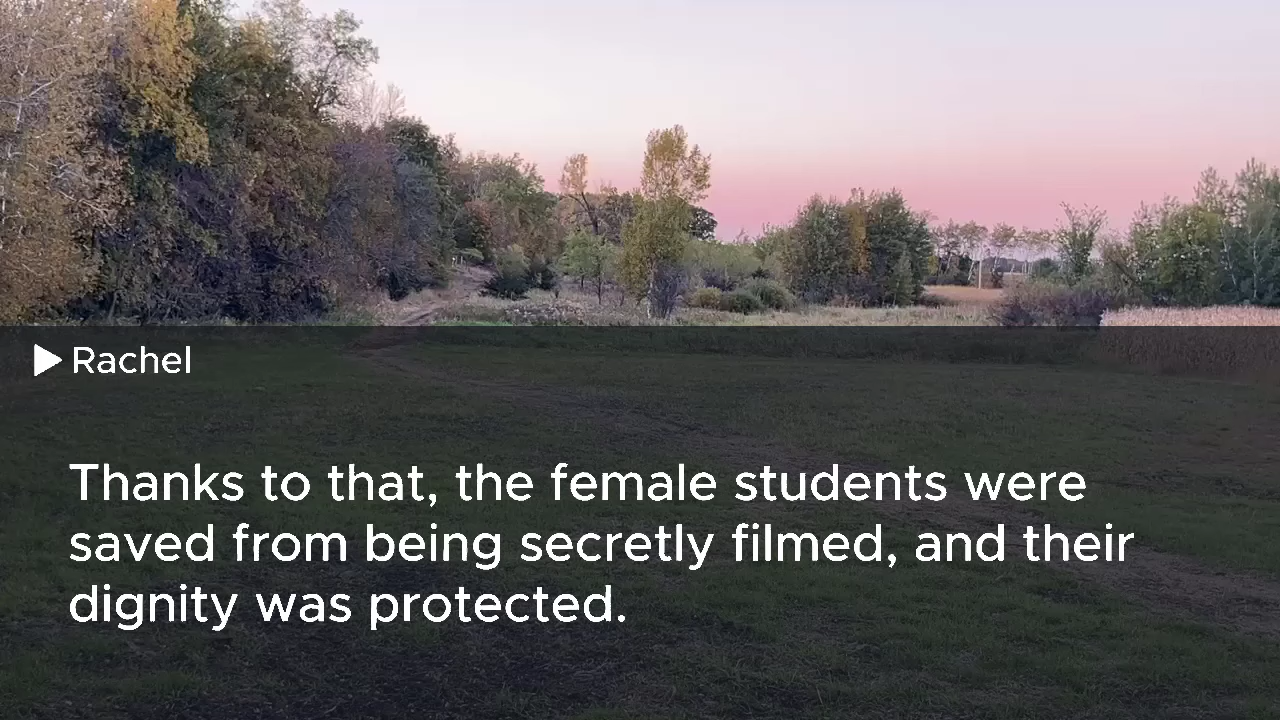 Rachel
Thanks to that, the female students were
saved from being secretly filmed, and their
dignity was protected.